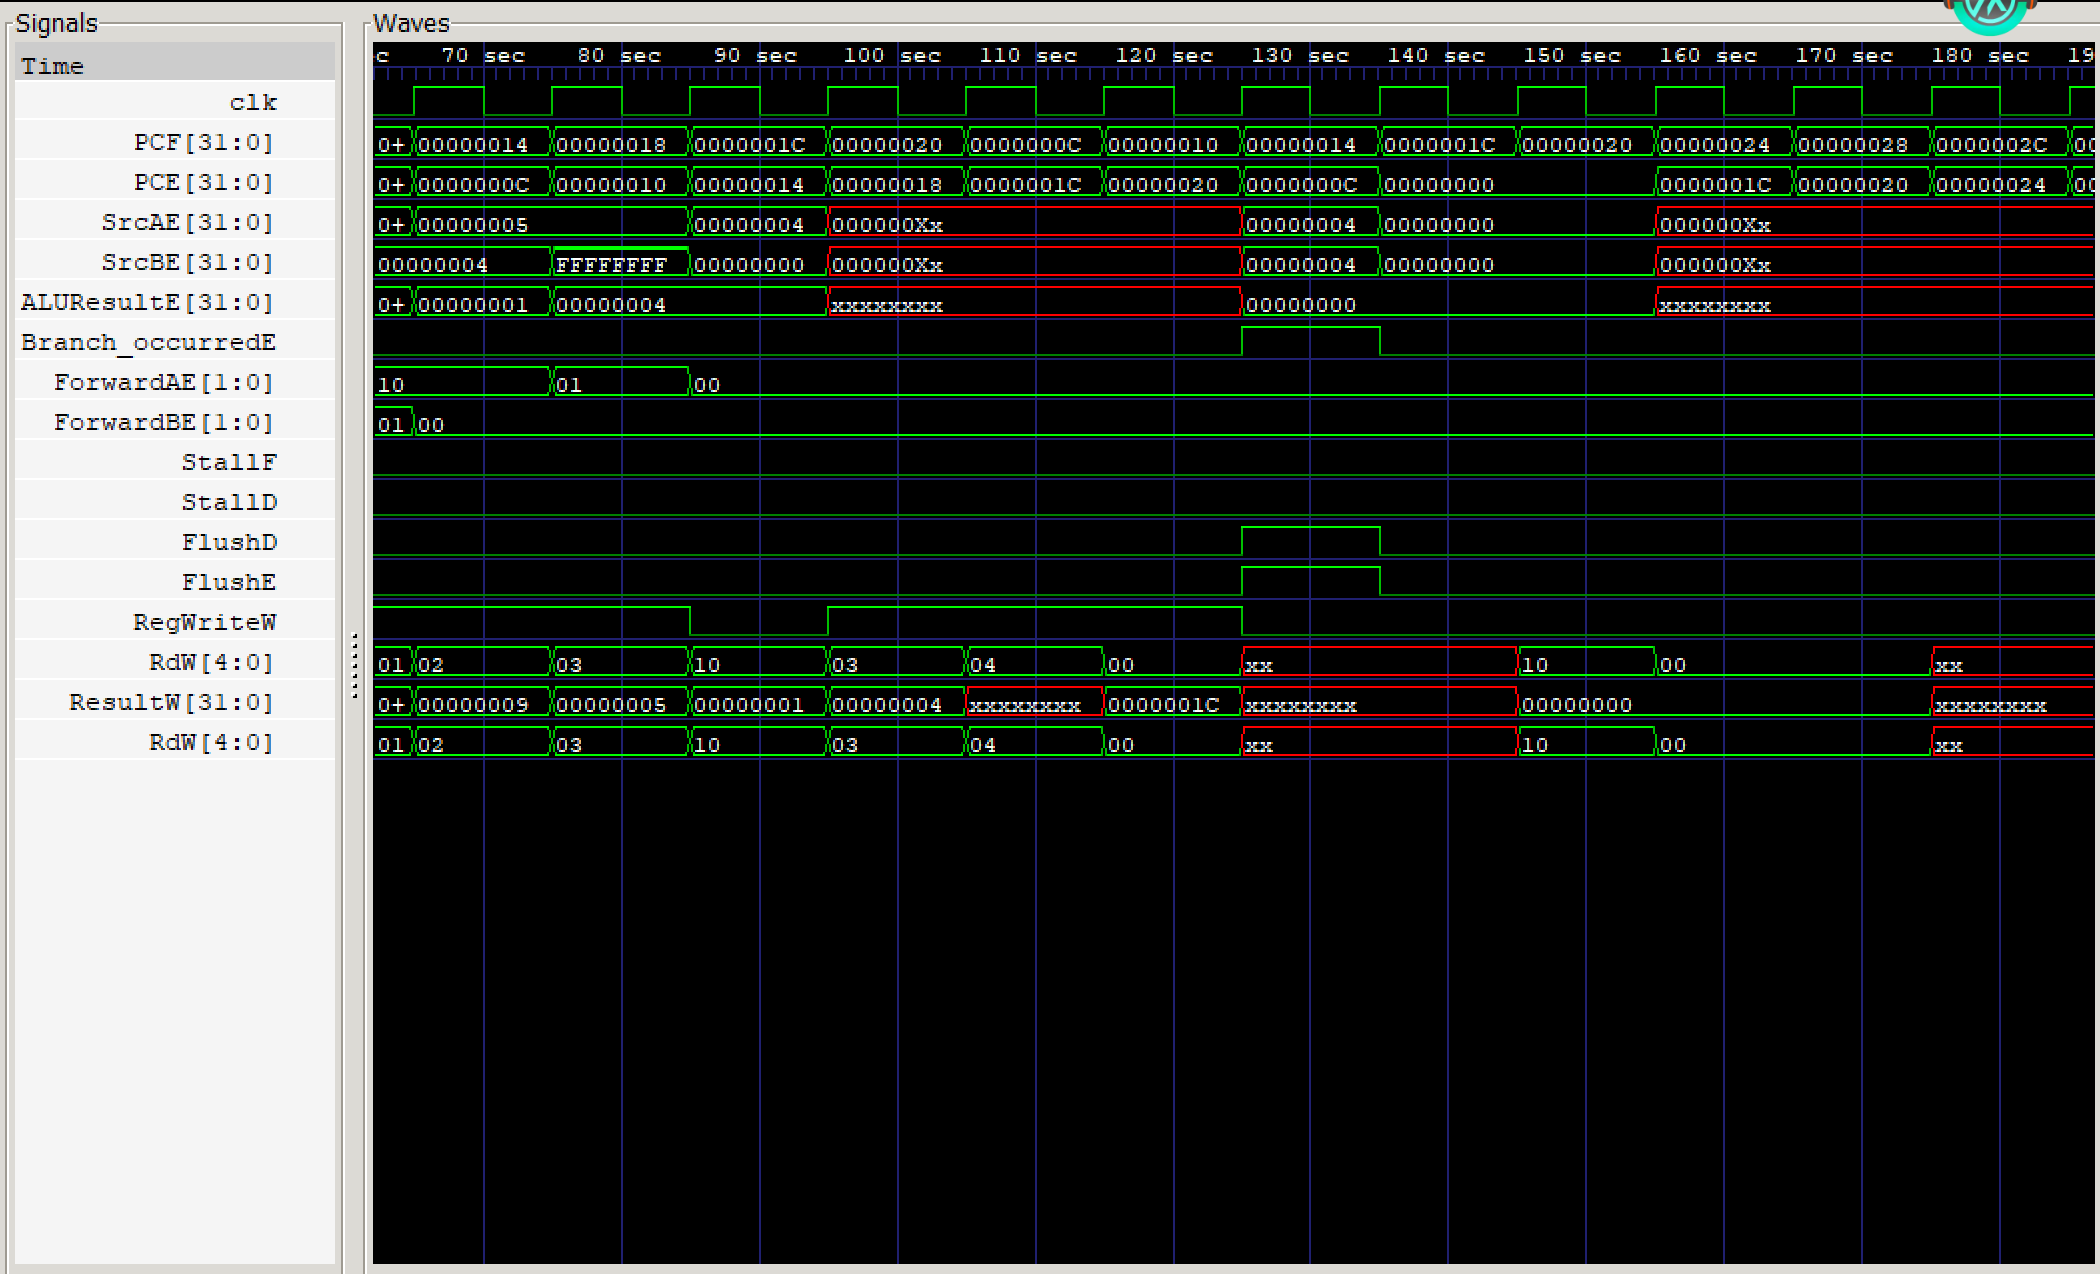 Signals Waves
Time c 70 sec 80 sec 90 sec 100 sec 110 sec 120 sec 130 sec 140 sec 150 sec 160 sec 170 sec 180 sec 19
clk
PCF[31:0] 0+ 00000014 00000018 0000001C 00000020 0000000C 00000010 00000014 0000001C 00000020 00000024 00000028 0000002C 00
PCE[31:0] 0+ 0000000C 00000010 00000014 00000018 0000001C 00000020 0000000C 00000000 0000001C 00000020 00000024 00
SrcAE[31:0] 0+ 00000005 00000004 000000Xx 00000004 00000000 000000Xx
SrcBE[31:0] 00000004 FFFFFFFF 00000000 000000Xx 00000004 00000000 000000Xx
ALUResultE[31:0] 0+ 00000001 00000004 xxxxxxxx 00000000 xxxxxxxx
Branch_occurredE
ForwardAE[1:0] 10 01 00
ForwardBE[1:0] 01 00
StallF
StallD
FlushD
FlushE
RegWriteW
RdW[4:0] 01 02 03 10 03 04 00 xx 10 00 xx
ResultW[31:0] 0+ 00000009 00000005 00000001 00000004 xxxxxxxx 0000001C xxxxxxxx 00000000 xxxxxxxx
RdW[4:0] 01 02 03 10 03 04 00 xx 10 00 xx